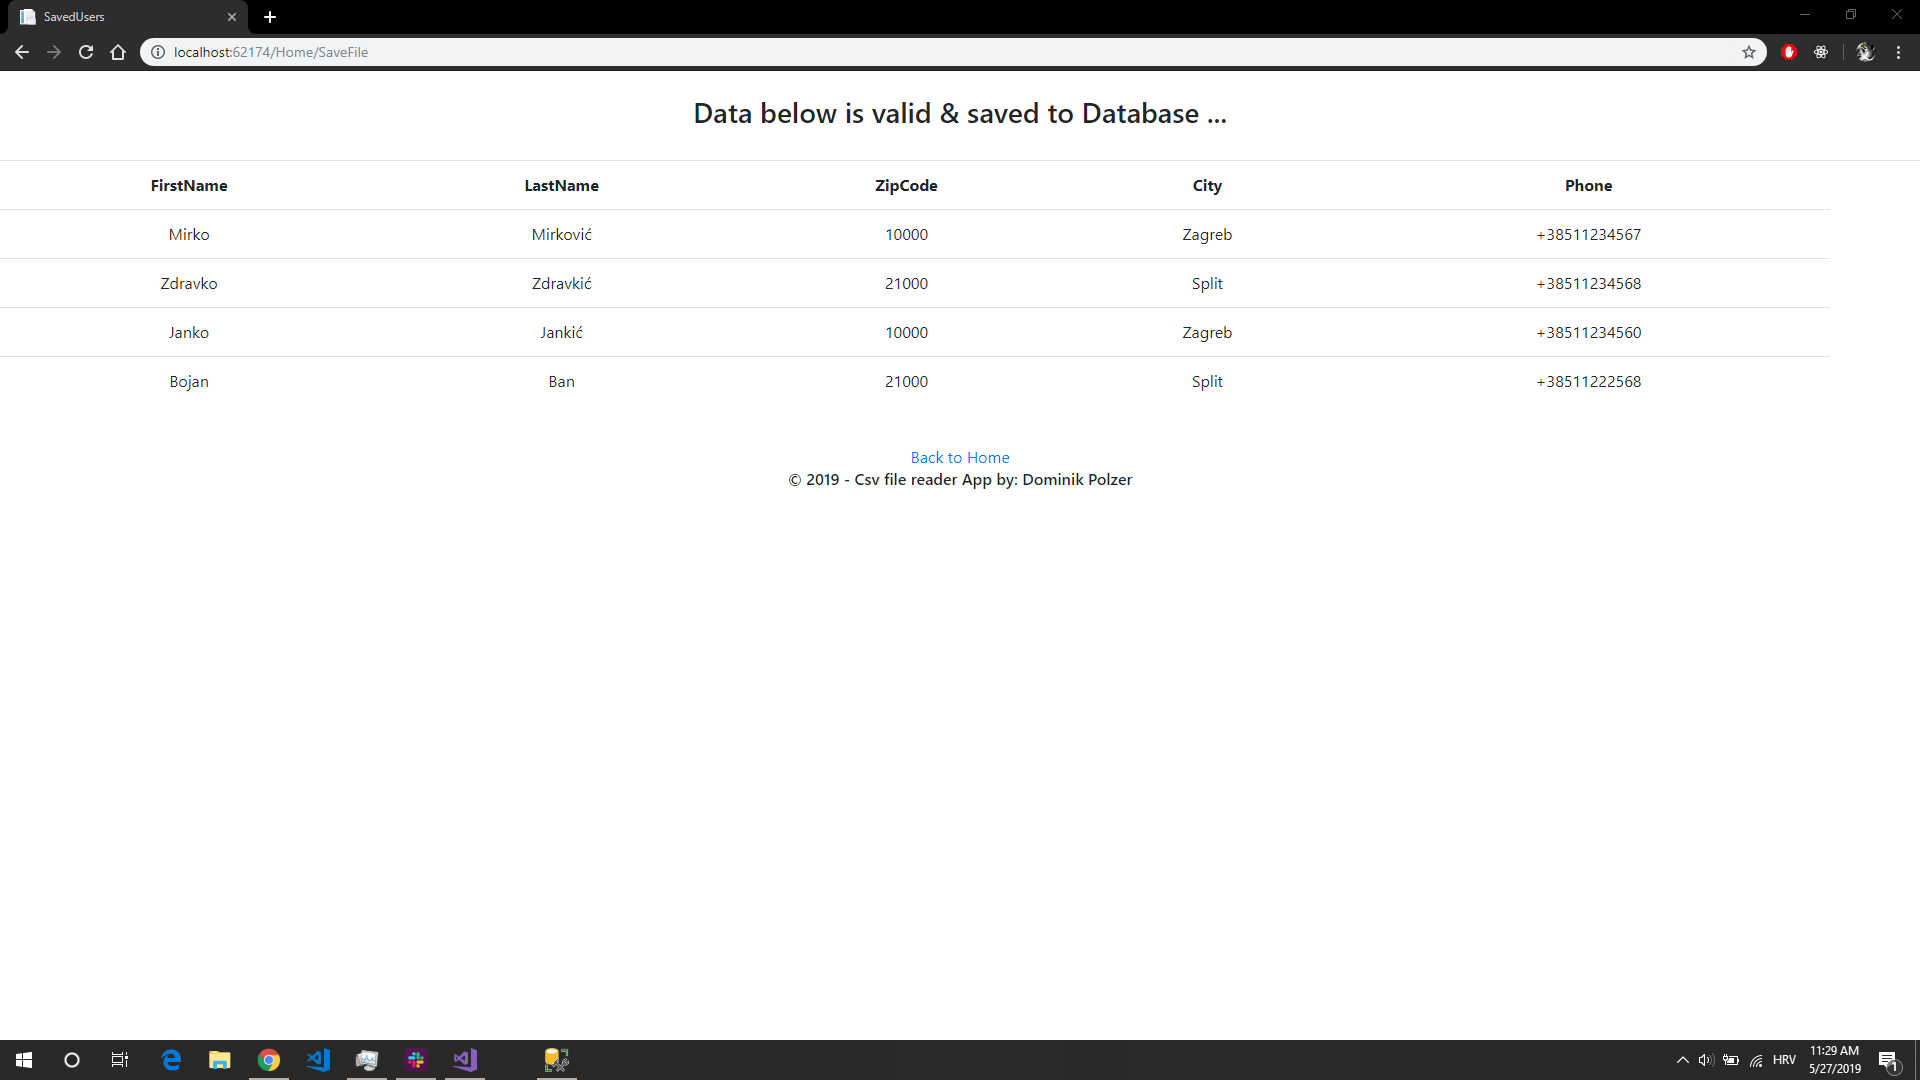 SavedUsers
localhost:62174/Home/SaveFile
Data below is valid & saved to Database ...
FirstName LastName ZipCode City Phone
Mirko Mirković 10000 Zagreb +38511234567
Zdravko Zdravkić 21000 Split +38511234568
Janko Jankić 10000 Zagreb +38511234560
Bojan Ban 21000 Split +38511222568
Back to Home
© 2019 - Csv file reader App by: Dominik Polzer
HRV
11:29 AM
5/27/2019
1